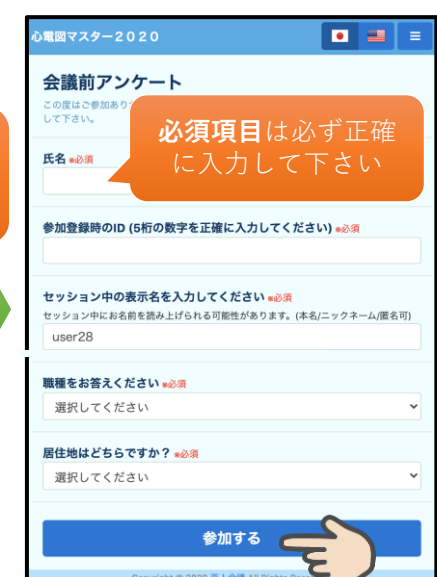 心電図マスター2020
会議前アンケート
この度はご参加あり
して下さい。
必須項目は必ず正確
に入力して下さい
氏名 ※必須
参加登録時のID (5桁の数字を正確に入力してください) ※必須
セッション中の表示名を入力してください ※必須
セッション中にお名前を読み上げられる可能性があります。(本名/ニックネーム/匿名可)
user28
職種をお答えください ※必須
選択してください
居住地はどちらですか？ ※必須
選択してください
参加する
Copyright © 2020 百人会議 All Rights